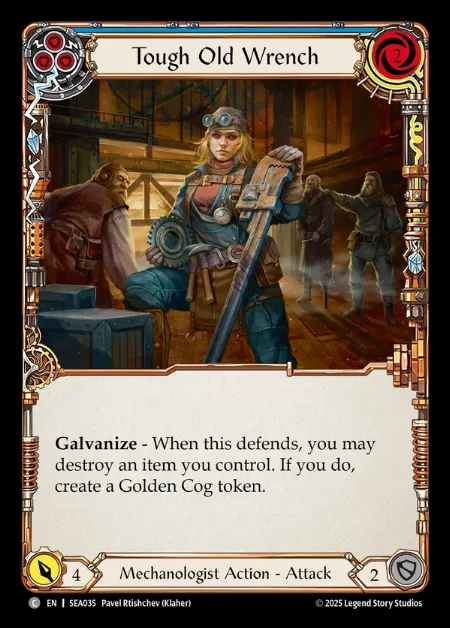 Tough Old Wrench
2
Galvanize - When this defends, you may
destroy an item you control. If you do,
create a Golden Cog token.
4
Mechanologist Action - Attack
2
C EN | SEA035 Pavel Rtishchev (Klaher)
© 2025 Legend Story Studios